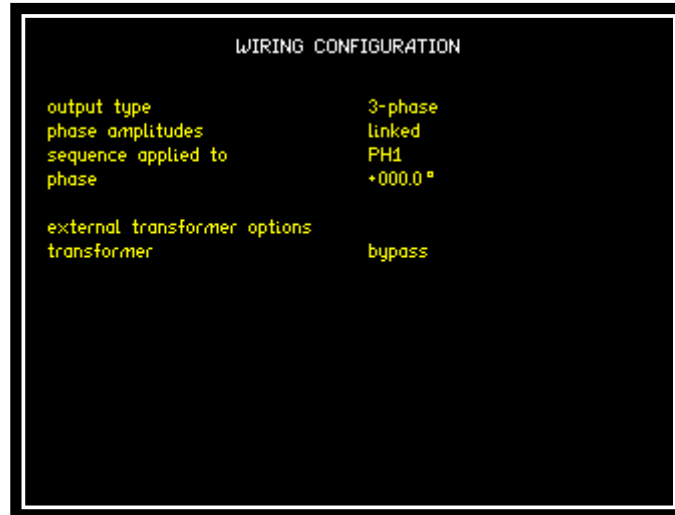 WIRING CONFIGURATION
output type 3-phase
phase amplitudes linked
sequence applied to PH1
phase +000.0°
external transformer options
transformer bypass